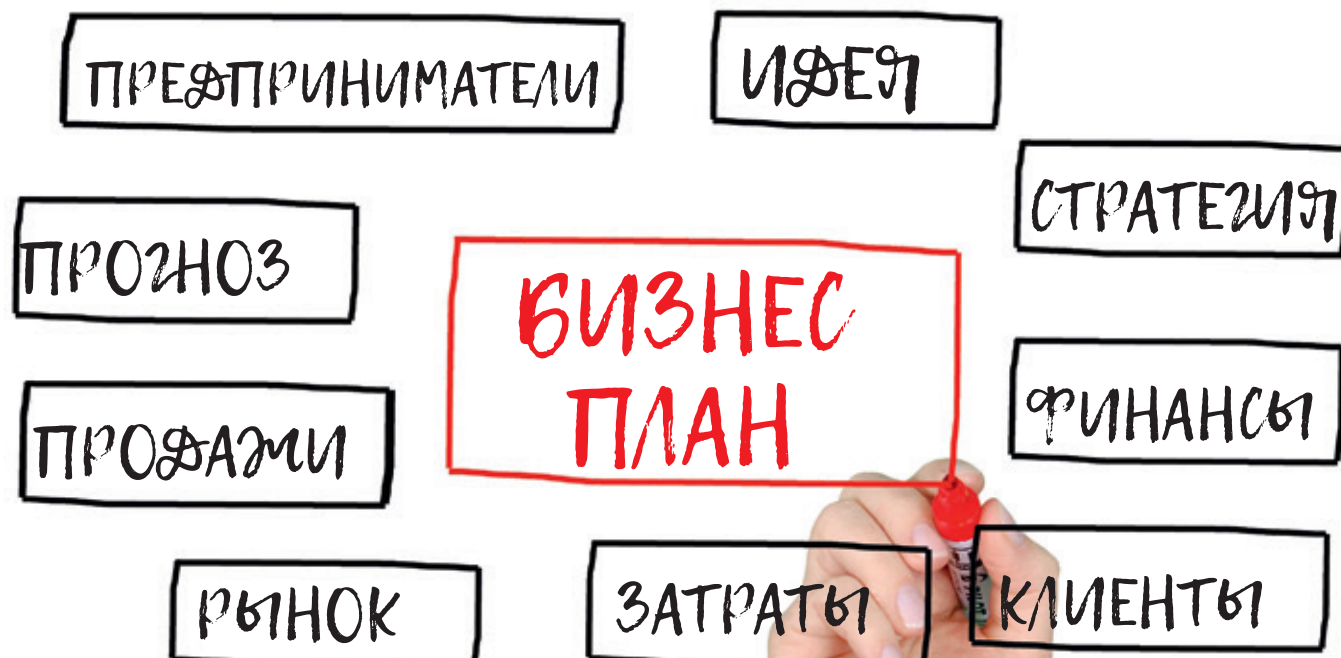 ПРЕДПРИНИМАТЕЛИ
ИДЕЯ
СТРАТЕГИЯ
ПРОГНОЗ
БИЗНЕС
ПЛАН
ФИНАНСЫ
ПРОДАЖИ
РЫНОК
ЗАТРАТЫ
КЛИЕНТЫ